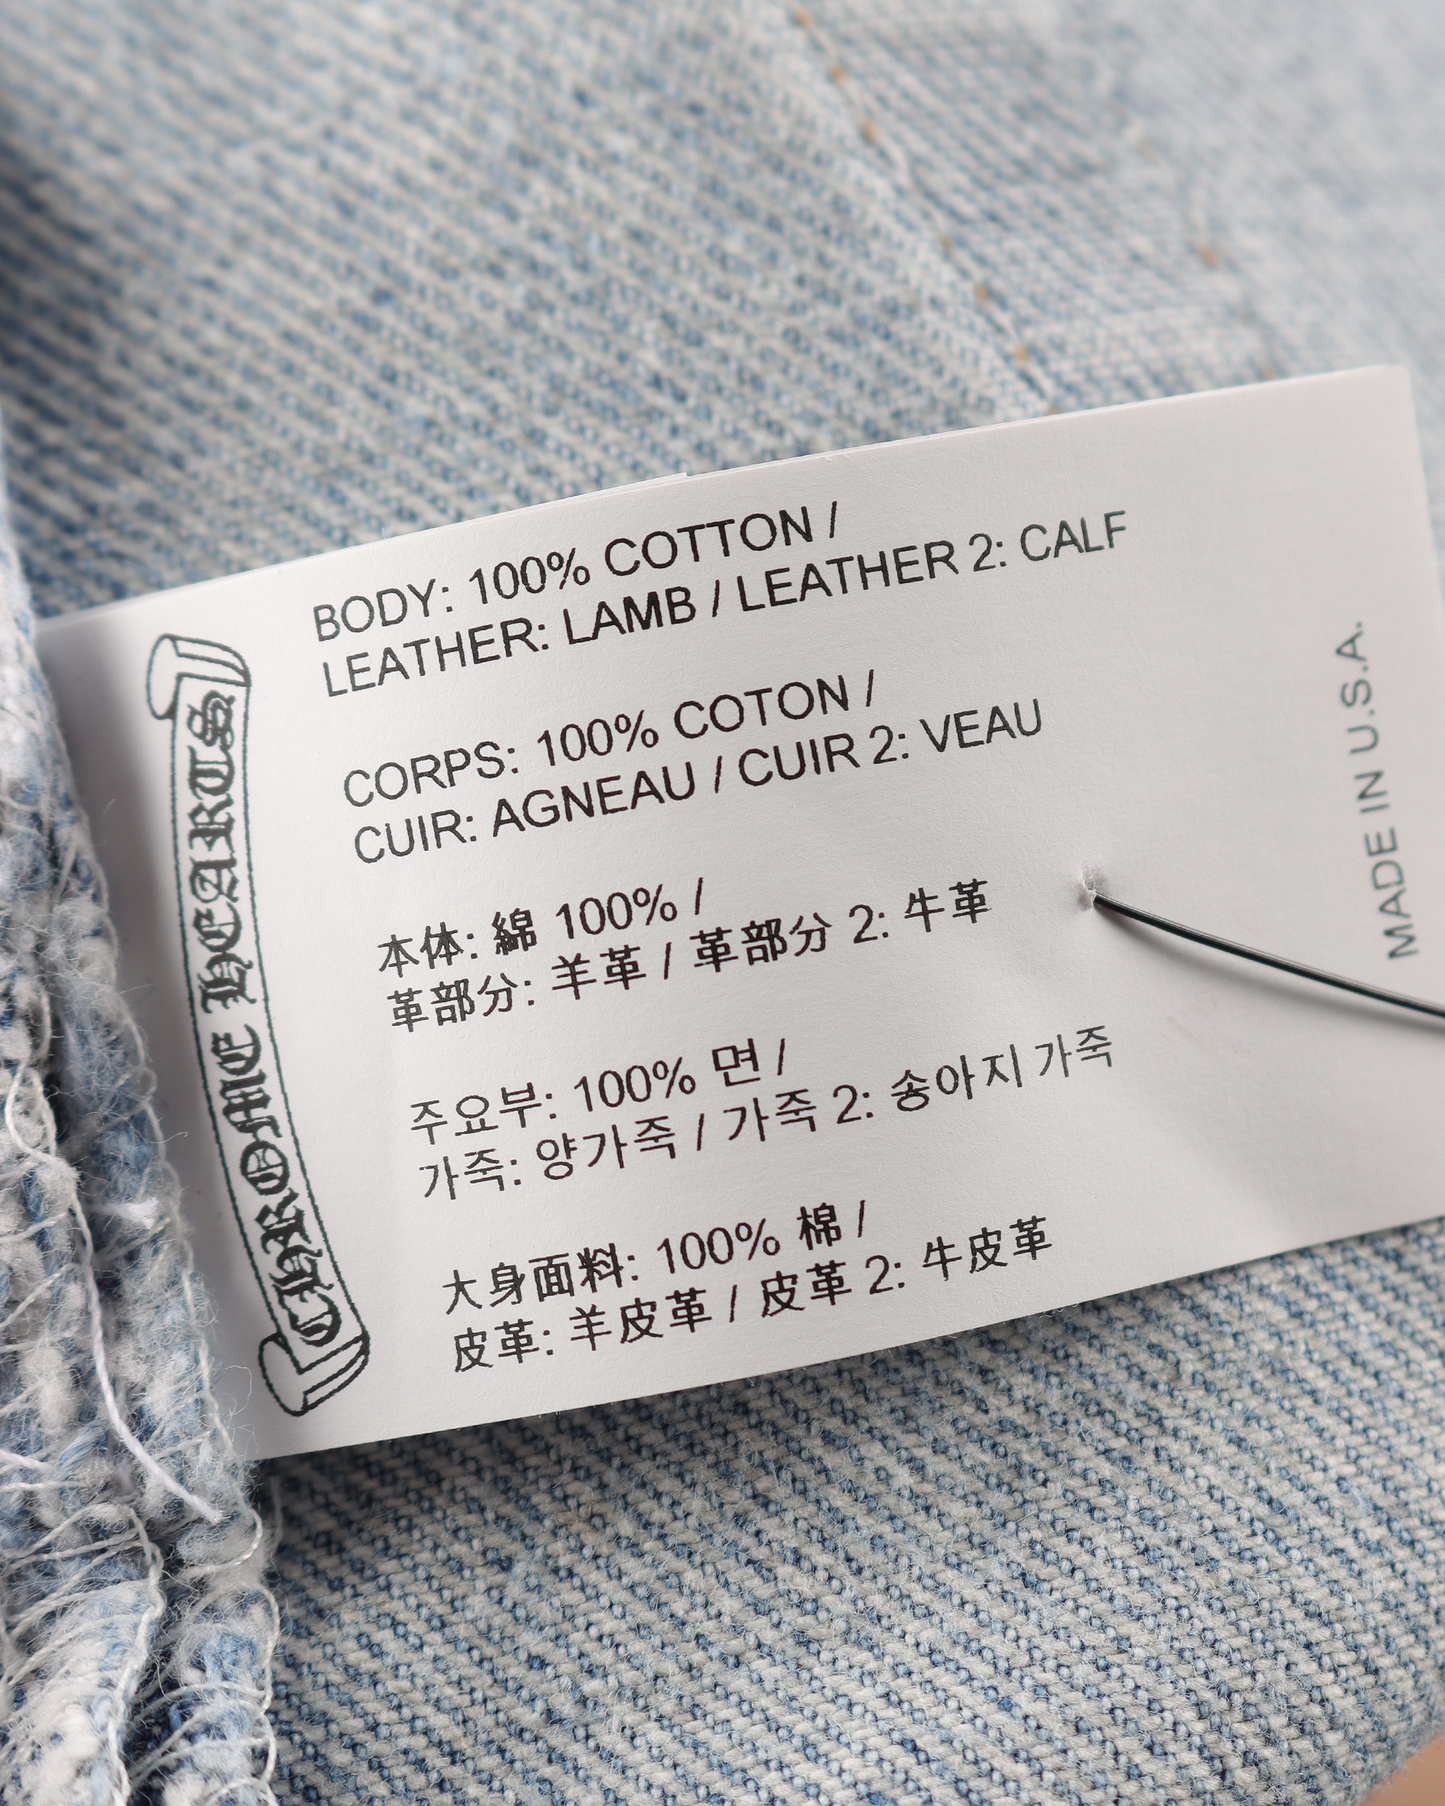 CHROME HEARTS
BODY: 100% COTTON /
LEATHER: LAMB / LEATHER 2: CALF
CORPS: 100% COTON /
CUIR: AGNEAU / CUIR 2: VEAU
本体: 綿 100% /
革部分: 羊革 / 革部分 2: 牛革
주요부: 100% 면 /
가죽: 양가죽 / 가죽 2: 송아지 가죽
大身面料: 100% 棉 /
皮革: 羊皮革 / 皮革 2: 牛皮革
MADE IN U.S.A.